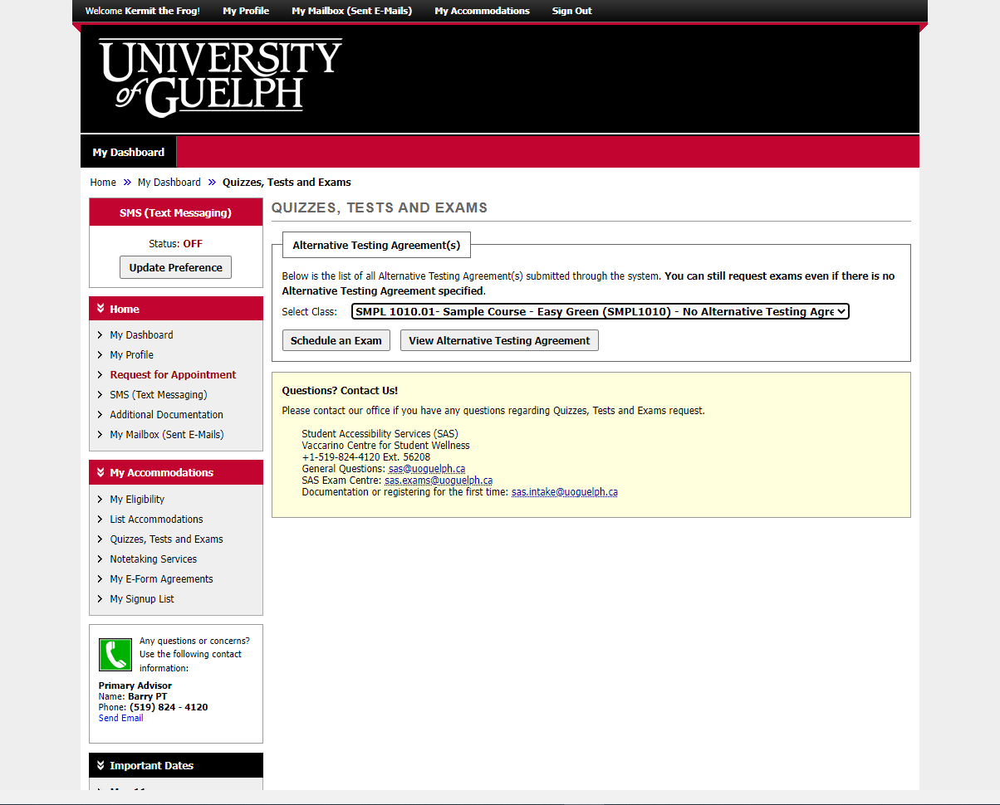 Welcome Kermit the Frog! My Profile My Mailbox (Sent E-Mails) My Accommodations Sign Out
UNIVERSITY
of GUELPH
My Dashboard
Home » My Dashboard » Quizzes, Tests and Exams
SMS (Text Messaging)
Status: OFF
Update Preference
Home
My Dashboard
My Profile
Request for Appointment
SMS (Text Messaging)
Additional Documentation
My Mailbox (Sent E-Mails)
My Accommodations
My Eligibility
List Accommodations
Quizzes, Tests and Exams
Notetaking Services
My E-Form Agreements
My Signup List
Any questions or concerns?
Use the following contact
information:
Primary Advisor
Name: Barry PT
Phone: (519) 824 - 4120
Send Email
Important Dates
QUIZZES, TESTS AND EXAMS
Alternative Testing Agreement(s)
Below is the list of all Alternative Testing Agreement(s) submitted through the system. You can still request exams even if there is no
Alternative Testing Agreement specified.
Select Class: SMPL 1010.01- Sample Course - Easy Green (SMPL1010) - No Alternative Testing Agre
Schedule an Exam View Alternative Testing Agreement
Questions? Contact Us!
Please contact our office if you have any questions regarding Quizzes, Tests and Exams request.
Student Accessibility Services (SAS)
Vaccarino Centre for Student Wellness
+1-519-824-4120 Ext. 56208
General Questions: sas@uoguelph.ca
SAS Exam Centre: sas.exams@uoguelph.ca
Documentation or registering for the first time: sas.intake@uoguelph.ca